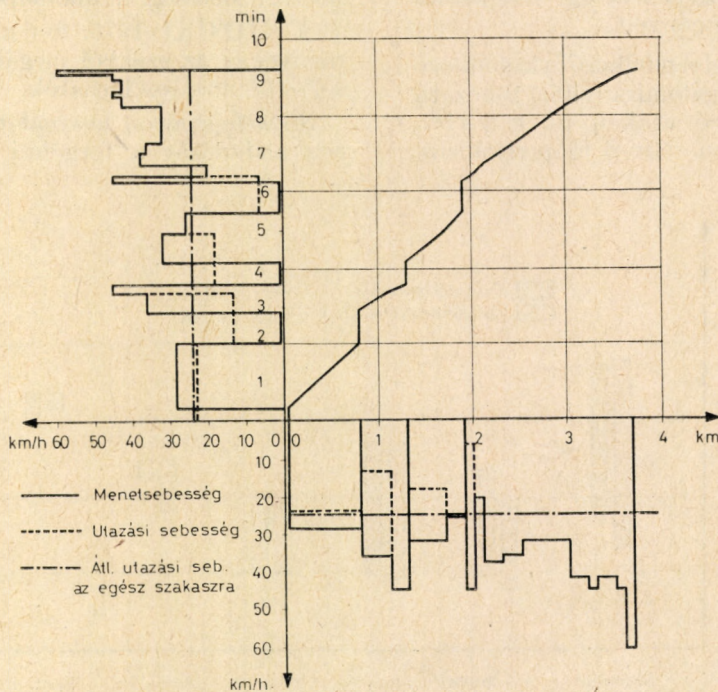 min
10
9
8
7
6
5
4
3
2
1
km/h 60 50 40 30 20 10 0 0 1 2 3 4 km
10
20
30
40
50
60
km/h
Menetsebesség
Utazási sebesség
Átl. utazási seb.
az egész szakaszra